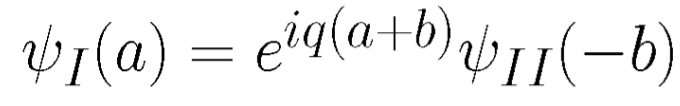 ψ_I(a) = e^{iq(a+b)}ψ_{II}(−b)